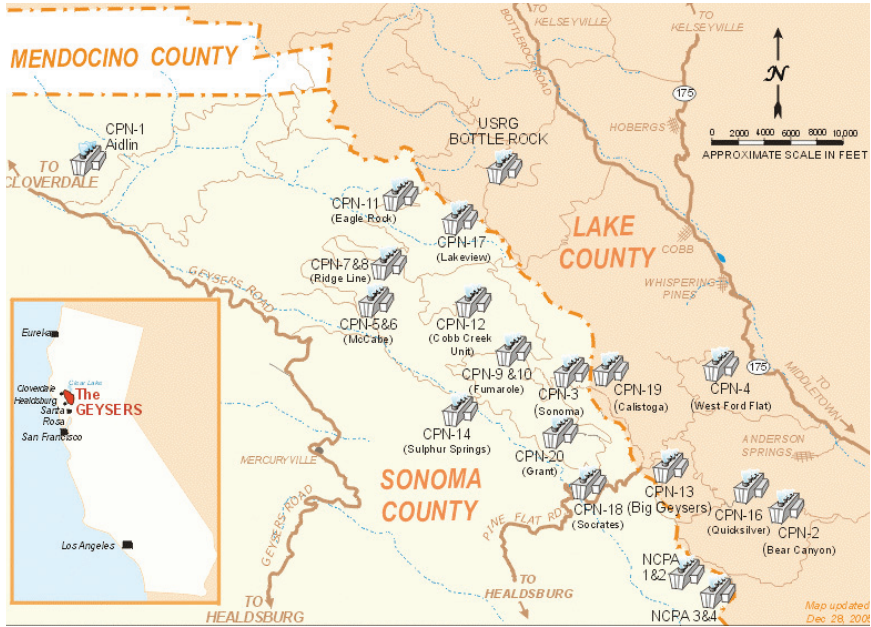 MENDOCINO COUNTY
TO
KELSEYVILLE
TO
KELSEYVILLE
BOTTLEROCK ROAD
N
175
HOBERGS
0 2000 4000 6000 8000 10,000
APPROXIMATE SCALE IN FEET
CPN-1
Aidlin
TO
CLOVERDALE
USRG
BOTTLE ROCK
CPN-11
(Eagle Rock)
CPN-17
(Lakeview)
LAKE
COUNTY
COBB
WHISPERING
PINES
GEYSERS ROAD
CPN-7&8
(Ridge Line)
CPN-5&6
(McCabe)
CPN-12
(Cobb Creek
Unit)
CPN-9 &10
(Fumarole)
CPN-3
(Sonoma)
CPN-19
(Calistoga)
CPN-4
(West Ford Flat)
175
TO
MIDDLETOWN
CPN-14
(Sulphur Springs)
CPN-20
(Grant)
ANDERSON
SPRINGS
MERCURYVILLE
SONOMA
COUNTY
CPN-18
(Socrates)
CPN-13
(Big Geysers)
CPN-16
(Quicksilver)
CPN-2
(Bear Canyon)
GEYSERS ROAD
PINE FLAT RD
NCPA
1&2
NCPA 3&4
TO
HEALDSBURG
TO
HEALDSBURG
Map updated
Dec 28, 2005
Eureka
Clear Lake
Cloverdale
Healdsburg
The
GEYSERS
Santa
Rosa
San Francisco
Los Angeles